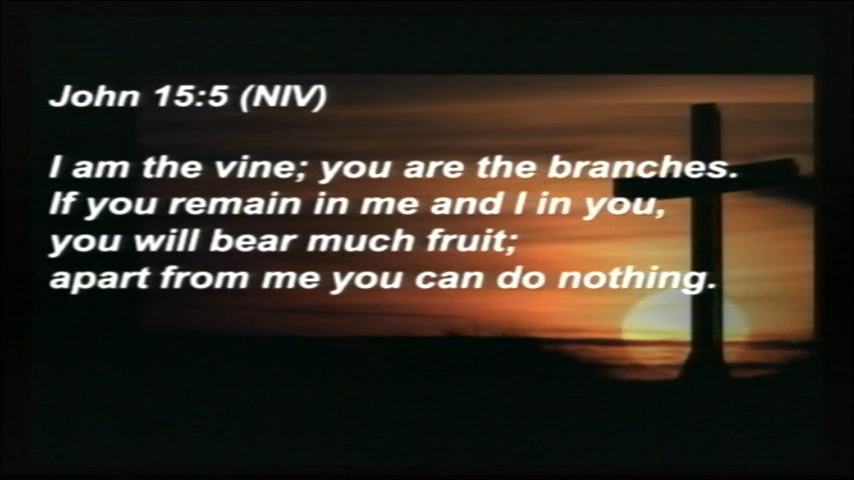 John 15:5 (NIV)
I am the vine; you are the branches.
If you remain in me and I in you,
you will bear much fruit;
apart from me you can do nothing.